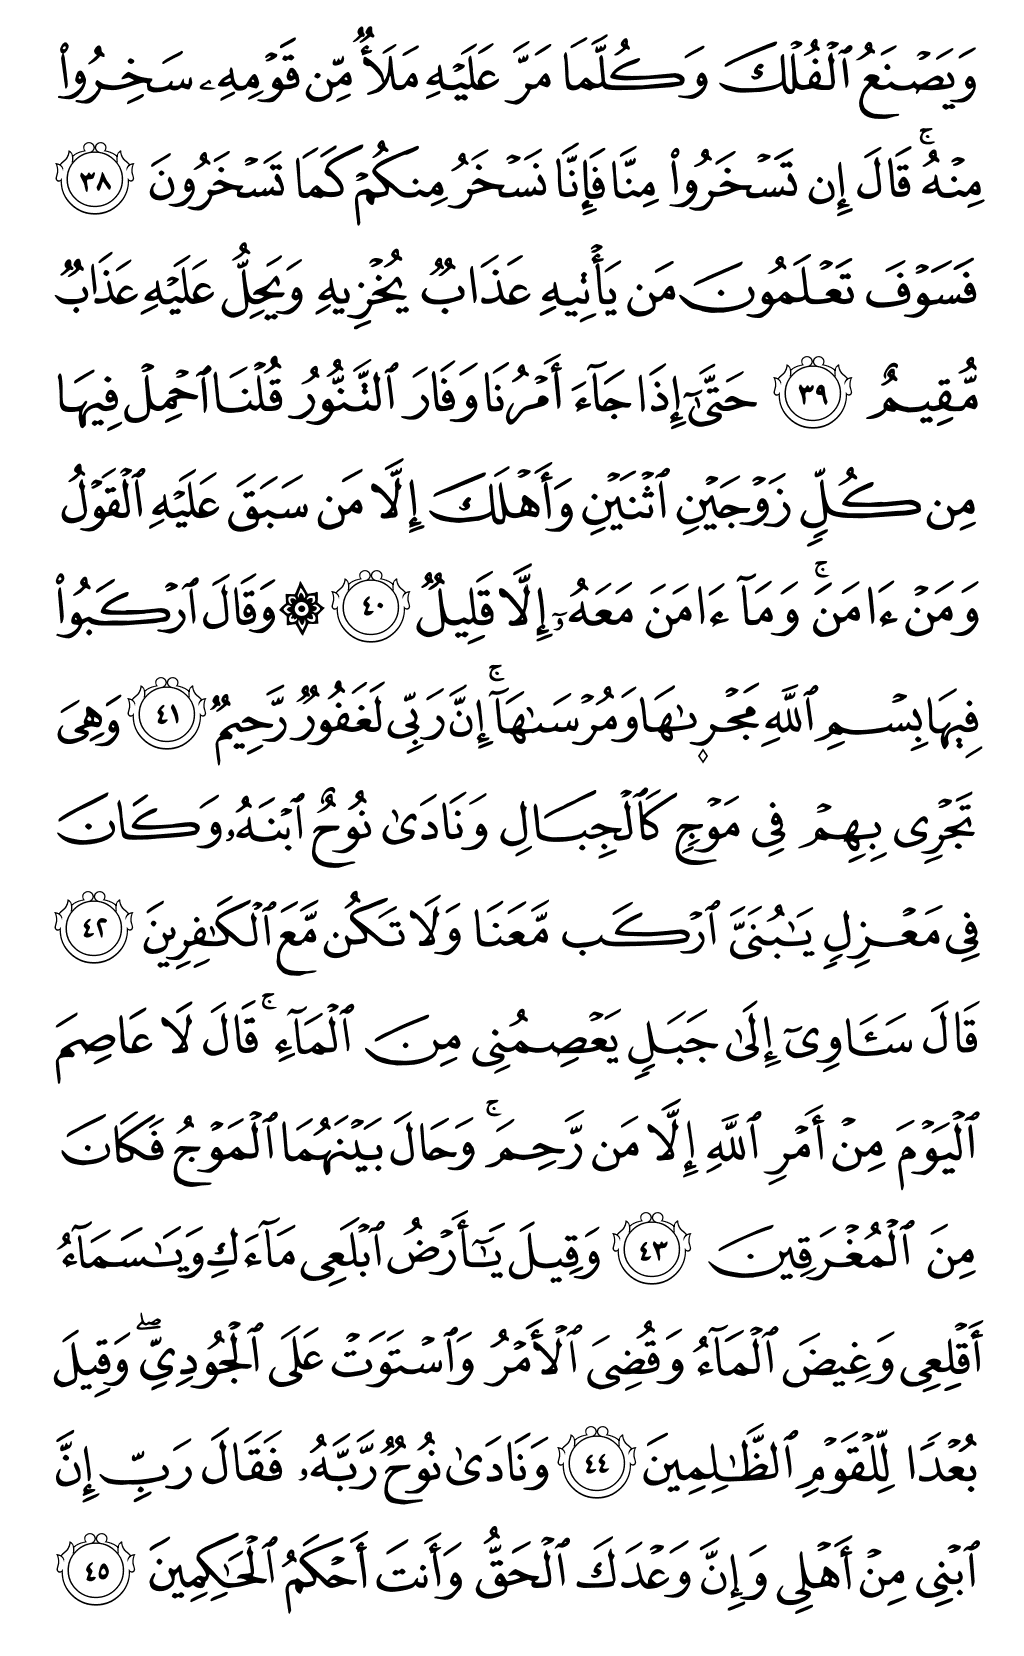 وَيَصۡنَعُ ٱلۡفُلۡكَ وَكُلَّمَا مَرَّ عَلَيۡهِ مَلَأٞ مِّن قَوۡمِهِۦ سَخِرُواْ
مِنۡهُۚ قَالَ إِن تَسۡخَرُواْ مِنَّا فَإِنَّا نَسۡخَرُ مِنكُمۡ كَمَا تَسۡخَرُونَ ٣٨
فَسَوۡفَ تَعۡلَمُونَ مَن يَأۡتِيهِ عَذَابٞ يُخۡزِيهِ وَيَحِلُّ عَلَيۡهِ عَذَابٞ
مُّقِيمٌ ٣٩ حَتَّىٰٓ إِذَا جَآءَ أَمۡرُنَا وَفَارَ ٱلتَّنُّورُ قُلۡنَا ٱحۡمِلۡ فِيهَا
مِن كُلّٖ زَوۡجَيۡنِ ٱثۡنَيۡنِ وَأَهۡلَكَ إِلَّا مَن سَبَقَ عَلَيۡهِ ٱلۡقَوۡلُ
وَمَنۡ ءَامَنَۚ وَمَآ ءَامَنَ مَعَهُۥٓ إِلَّا قَلِيلٞ ٤٠ ۞ وَقَالَ ٱرۡكَبُواْ
فِيهَا بِسۡمِ ٱللَّهِ مَجۡر۪ىٰهَا وَمُرۡسَىٰهَآۚ إِنَّ رَبِّي لَغَفُورٞ رَّحِيمٞ ٤١ وَهِيَ
تَجۡرِي بِهِمۡ فِي مَوۡجٖ كَٱلۡجِبَالِ وَنَادَىٰ نُوحٌ ٱبۡنَهُۥ وَكَانَ
فِي مَعۡزِلٖ يَٰبُنَيَّ ٱرۡكَب مَّعَنَا وَلَا تَكُن مَّعَ ٱلۡكَٰفِرِينَ ٤٢
قَالَ سَـَٔاوِيٓ إِلَىٰ جَبَلٖ يَعۡصِمُنِي مِنَ ٱلۡمَآءِۚ قَالَ لَا عَاصِمَ
ٱلۡيَوۡمَ مِنۡ أَمۡرِ ٱللَّهِ إِلَّا مَن رَّحِمَۚ وَحَالَ بَيۡنَهُمَا ٱلۡمَوۡجُ فَكَانَ
مِنَ ٱلۡمُغۡرَقِينَ ٤٣ وَقِيلَ يَٰٓأَرۡضُ ٱبۡلَعِي مَآءَكِ وَيَٰسَمَآءُ
أَقۡلِعِي وَغِيضَ ٱلۡمَآءُ وَقُضِيَ ٱلۡأَمۡرُ وَٱسۡتَوَتۡ عَلَى ٱلۡجُودِيِّۖ وَقِيلَ
بُعۡدٗا لِّلۡقَوۡمِ ٱلظَّٰلِمِينَ ٤٤ وَنَادَىٰ نُوحٞ رَّبَّهُۥ فَقَالَ رَبِّ إِنَّ
ٱبۡنِي مِنۡ أَهۡلِي وَإِنَّ وَعۡدَكَ ٱلۡحَقُّ وَأَنتَ أَحۡكَمُ ٱلۡحَٰكِمِينَ ٤٥